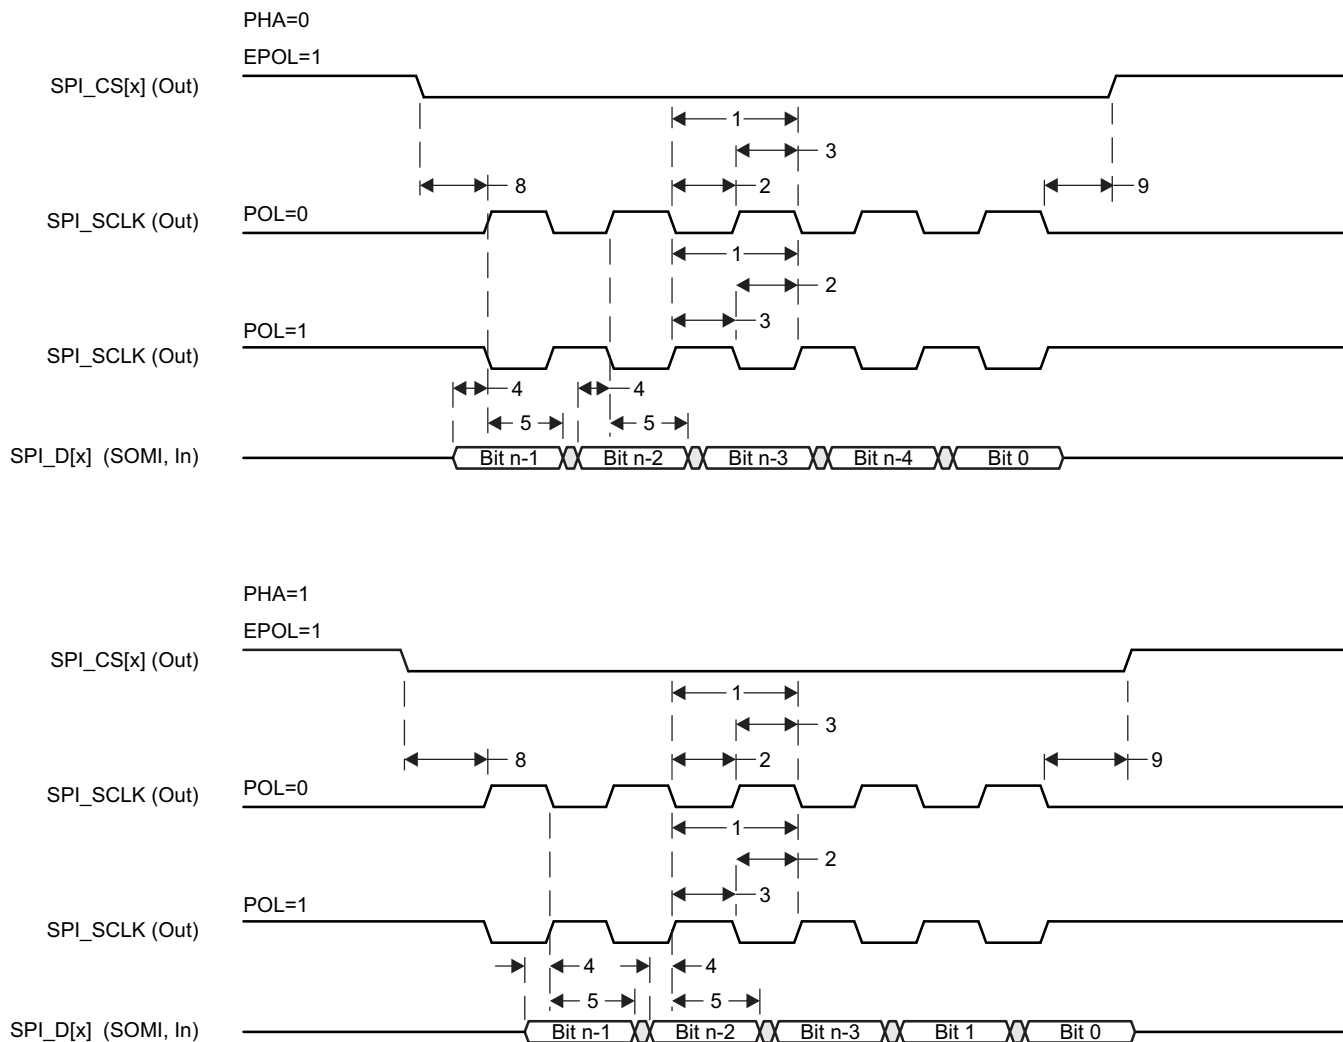 PHA=0
EPOL=1
SPI_CS[x] (Out)
1
3
8
2
9
SPI_SCLK (Out)
POL=0
1
2
POL=1
3
SPI_SCLK (Out)
4
4
5
5
SPI_D[x] (SOMI, In)
Bit n-1
Bit n-2
Bit n-3
Bit n-4
Bit 0
PHA=1
EPOL=1
SPI_CS[x] (Out)
1
3
8
2
9
SPI_SCLK (Out)
POL=0
1
2
3
POL=1
SPI_SCLK (Out)
4
4
5
5
SPI_D[x] (SOMI, In)
Bit n-1
Bit n-2
Bit n-3
Bit 1
Bit 0